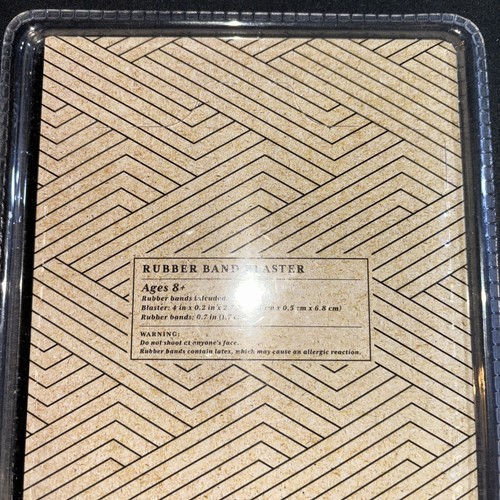 RUBBER BAND BLASTER
Ages 8+
Rubber bands included
Blaster: 4 in x 0.2 in x 2. x 0.5 cm x 6.8 cm)
Rubber bands: 0.7 in (1.7
WARNING:
Do not shoot at anyone's face.
Rubber bands contain latex, which may cause an allergic reaction.